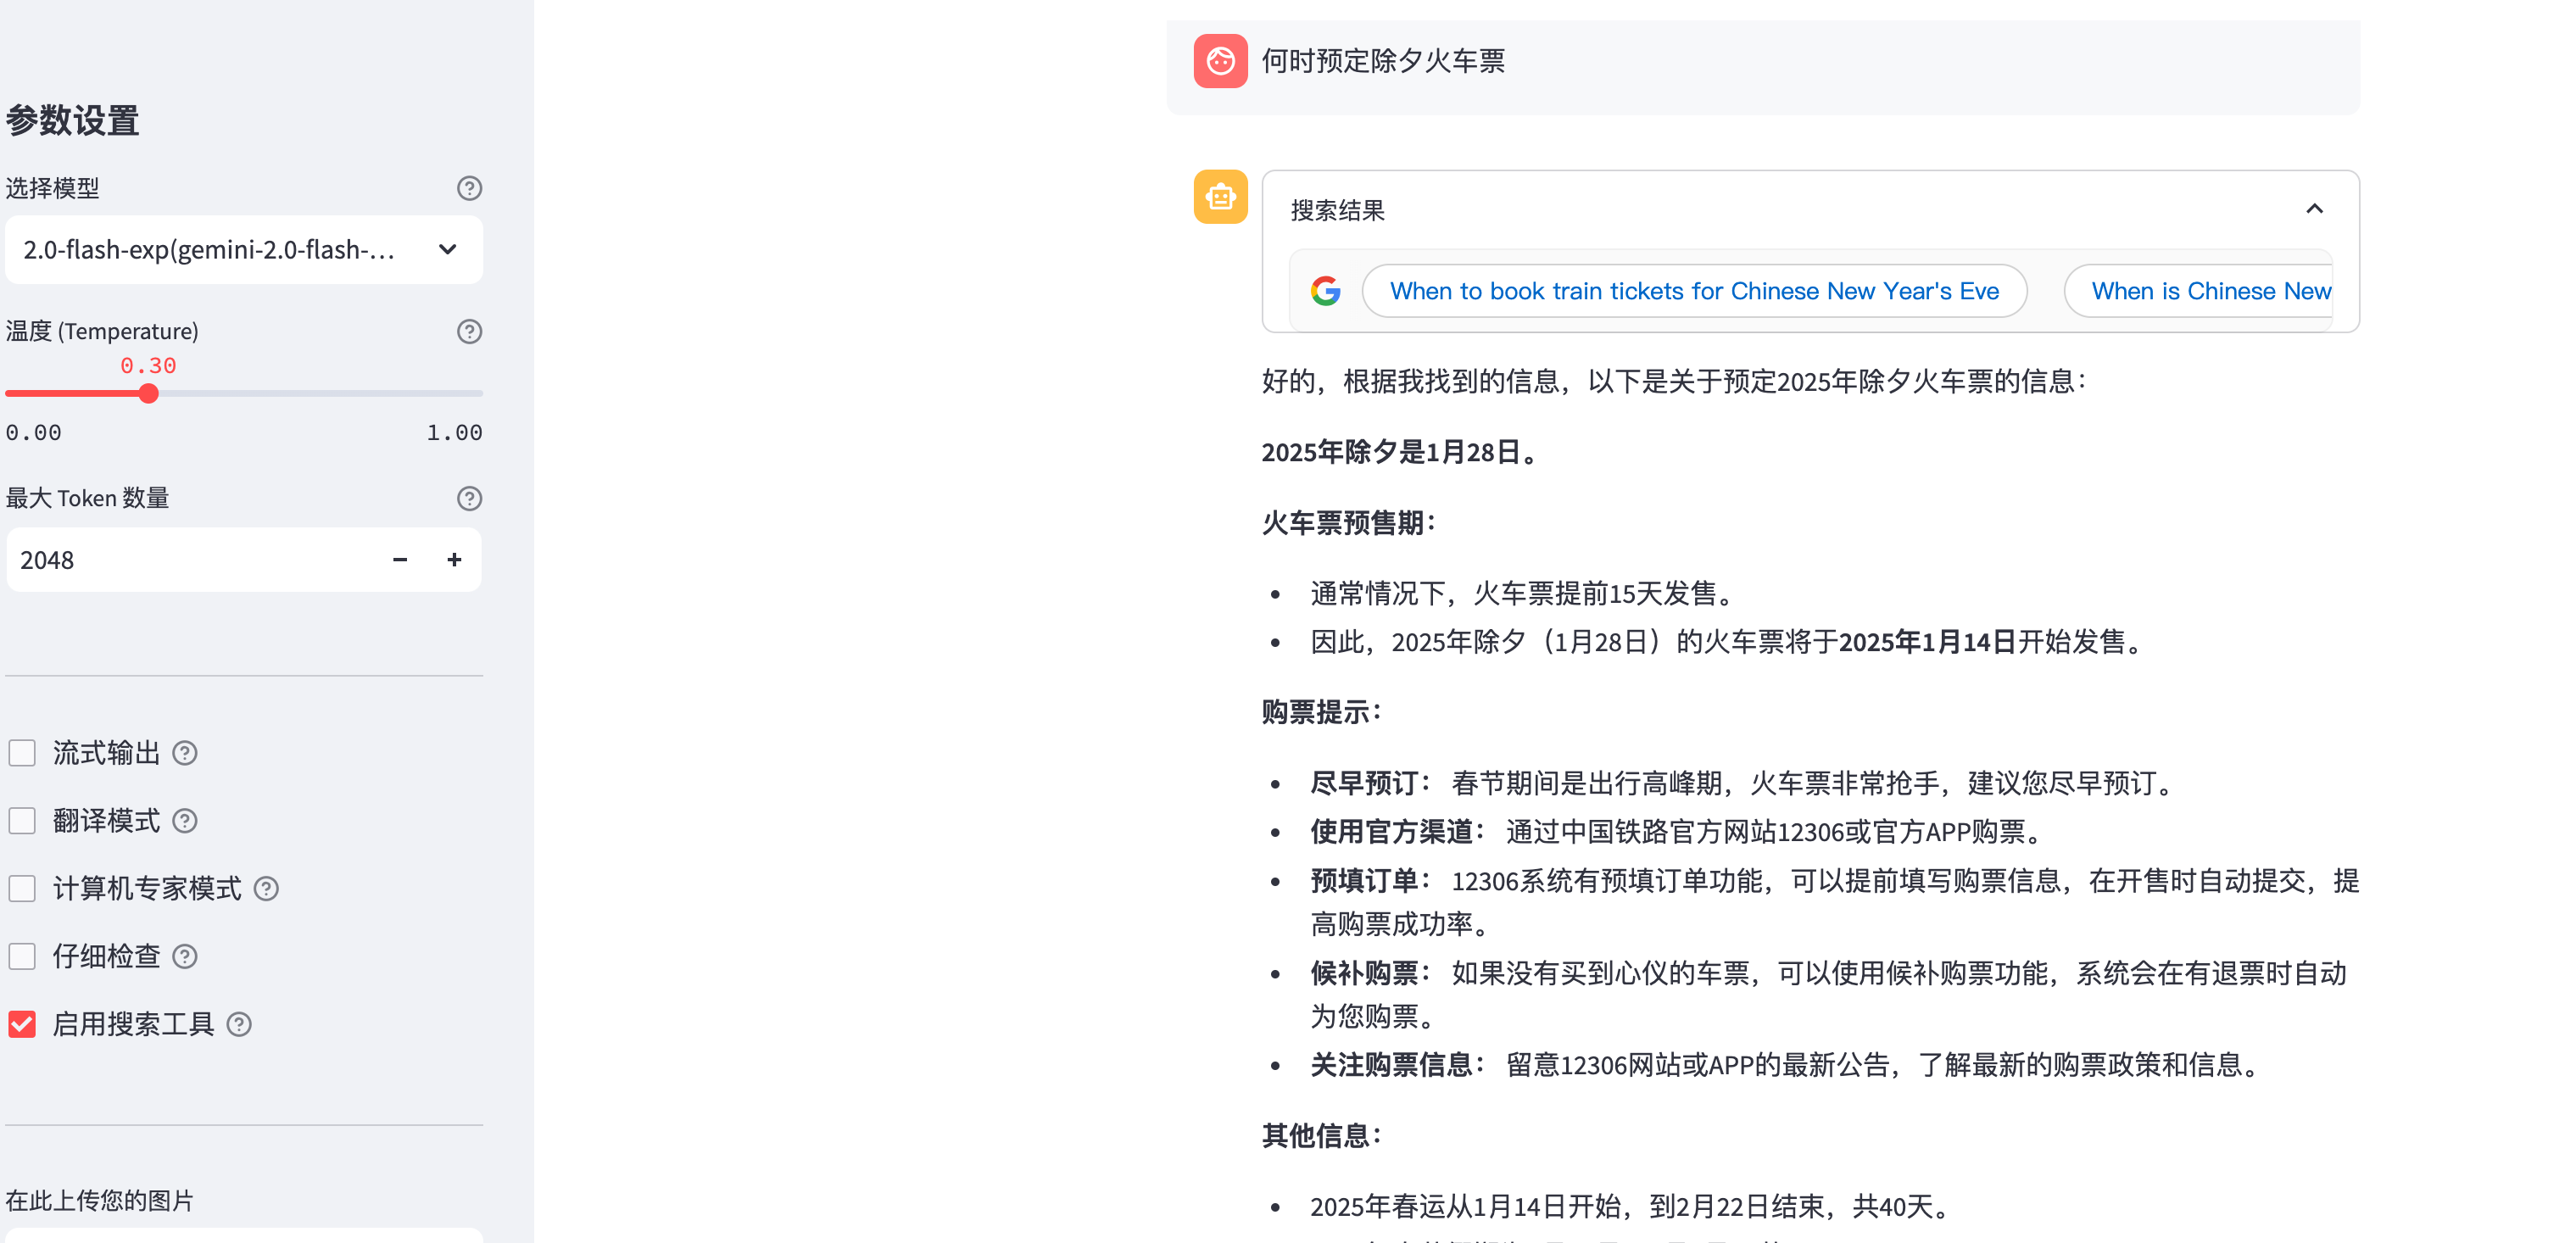 参数设置
选择模型
2.0-flash-exp(gemini-2.0-flash-...
温度 (Temperature)
0.30
0.00
1.00
最大 Token 数量
2048
流式输出
翻译模式
计算机专家模式
仔细检查
启用搜索工具
在此上传您的图片
何时预定除夕火车票
搜索结果
When to book train tickets for Chinese New Year's Eve
When is Chinese New
好的，根据我找到的信息，以下是关于预定2025年除夕火车票的信息：
2025年除夕是1月28日。
火车票预售期：
通常情况下，火车票提前15天发售。
因此，2025年除夕（1月28日）的火车票将于2025年1月14日开始发售。
购票提示：
尽早预订： 春节期间是出行高峰期，火车票非常抢手，建议您尽早预订。
使用官方渠道： 通过中国铁路官方网站12306或官方APP购票。
预填订单： 12306系统有预填订单功能，可以提前填写购票信息，在开售时自动提交，提
高购票成功率。
候补购票： 如果没有买到心仪的车票，可以使用候补购票功能，系统会在有退票时自动
为您购票。
关注购票信息： 留意12306网站或APP的最新公告，了解最新的购票政策和信息。
其他信息：
2025年春运从1月14日开始，到2月22日结束，共40天。